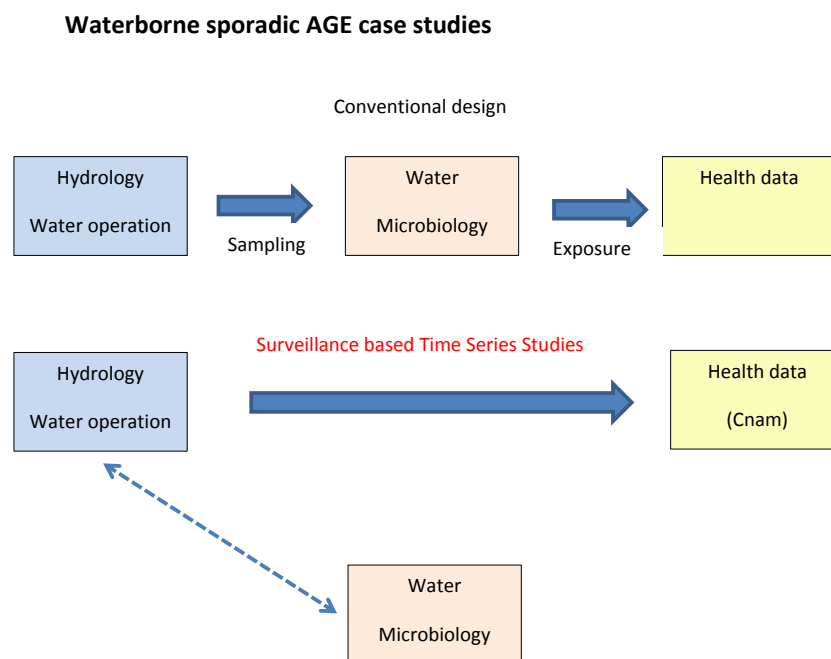 Waterborne sporadic AGE case studies
Conventional design
Hydrology
Water operation
Sampling
Water
Microbiology
Exposure
Health data
Surveillance based Time Series Studies
Hydrology
Water operation
Health data
(Cnam)
Water
Microbiology